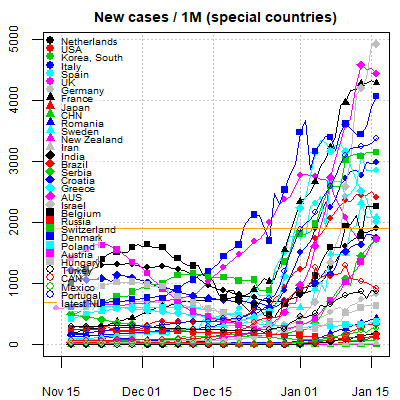 New cases / 1M (special countries)
5000
4000
3000
2000
1000
0
Netherlands
USA
Korea, South
Italy
Spain
UK
Germany
France
Japan
CHN
Romania
Sweden
New Zealand
Iran
India
Brazil
Serbia
Croatia
Greece
AUS
Israel
Belgium
Russia
Switzerland
Denmark
Poland
Austria
Hungary
Turkey
CAN
Mexico
Portugal
latest NL
Nov 15
Dec 01
Dec 15
Jan 01
Jan 15